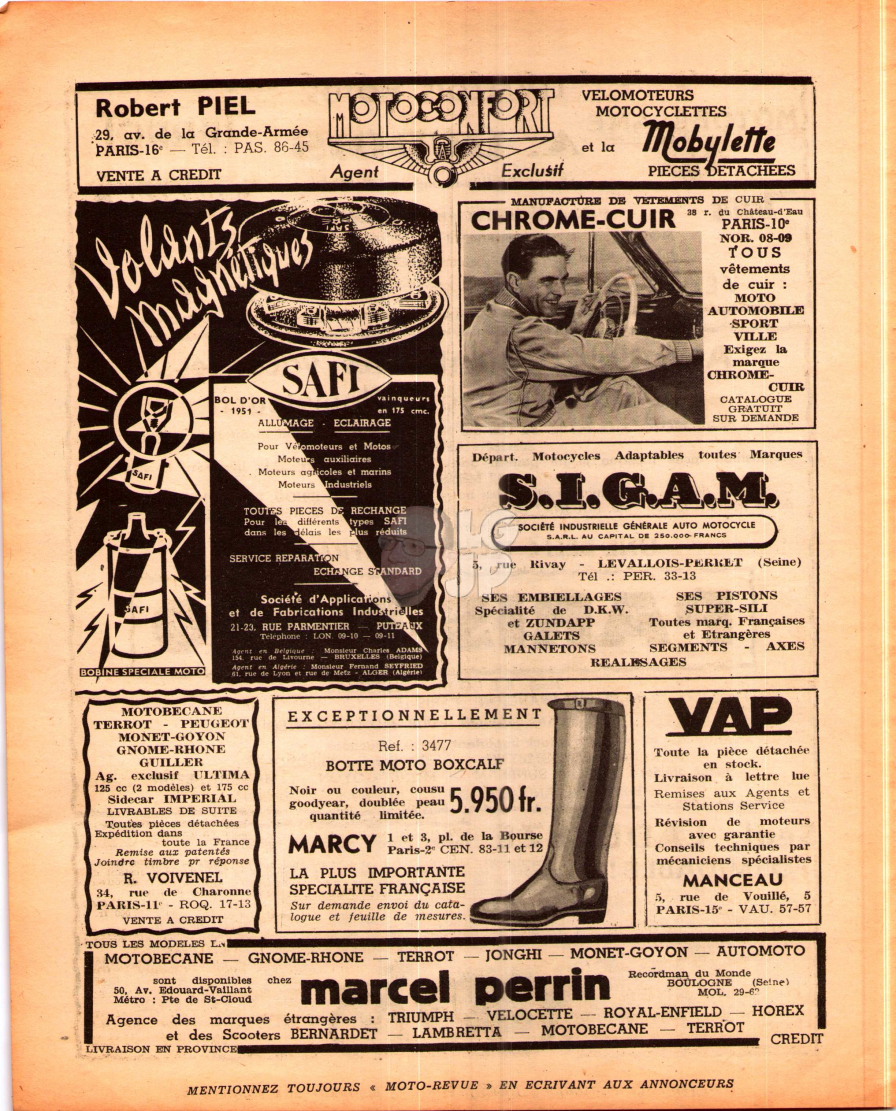 Robert PIEL
29, av. de la Grande-Armée
PARIS-16e — Tél. : PAS. 86-45
VENTE A CREDIT
MOTOCONFORT
Agent Exclusif
VELOMOTEURS
MOTOCYCLETTES
et la Mobylette
PIECES DETACHEES
Volants
magnétiques
SAFI
BOL D'OR
- 1951 -
vainqueurs
en 175 cmc.
ALLUMAGE - ECLAIRAGE
Pour Vélomoteurs et Motos
Moteurs auxiliaires
Moteurs agricoles et marins
Moteurs Industriels
TOUTES PIECES DE RECHANGE
Pour les différents types SAFI
dans les délais les plus réduits
SERVICE REPARATION
ECHANGE STANDARD
Société d'Applications
et de Fabrications Industrielles
21-23, RUE PARMENTIER — PUTEAUX
Téléphone : LON. 09-10 — 09-11
Agent en Belgique : Monsieur Charles ADAMS
154, rue de Livourne — BRUXELLES (Belgique)
Agent en Algérie : Monsieur Fernand SEYFRIED
61, rue de Lyon et rue de Metz - ALGER (Algérie)
SAFI
SAFI
BOBINE SPECIALE MOTO
MANUFACTURE DE VETEMENTS DE CUIR
CHROME-CUIR
38 r. du Château-d'Eau
PARIS-10e
NOR. 08-09
TOUS
vêtements
de cuir :
MOTO
AUTOMOBILE
SPORT
VILLE
Exigez la
marque
CHROME-
CUIR
CATALOGUE
GRATUIT
SUR DEMANDE
Départ. Motocycles Adaptables toutes Marques
S.I.G.A.M.
SOCIÉTÉ INDUSTRIELLE GÉNÉRALE AUTO MOTOCYCLE
S.A.R.L. AU CAPITAL DE 250.000 FRANCS
5, rue Rivay - LEVALLOIS-PERRET (Seine)
Tél .: PER. 33-13
SES EMBIELLAGES
Spécialité de D.K.W.
et ZUNDAPP
GALETS
MANNETONS
SES PISTONS
SUPER-SILI
Toutes marq. Françaises
et Etrangères
SEGMENTS - AXES
REALESAGES
MOTOBECANE
TERROT - PEUGEOT
MONET-GOYON
GNOME-RHONE
GUILLER
Ag. exclusif ULTIMA
125 cc (2 modèles) et 175 cc
Sidecar IMPERIAL
LIVRABLES DE SUITE
Toutes pièces détachées
Expédition dans
toute la France
Remise aux patentés
Joindre timbre pr réponse
R. VOIVENEL
34, rue de Charonne
PARIS-11e - ROQ. 17-13
VENTE A CREDIT
EXCEPTIONNELLEMENT
Ref. : 3477
BOTTE MOTO BOXCALF
Noir ou couleur, cousu
goodyear, doublée peau
quantité limitée.
5.950 fr.
MARCY
1 et 3, pl. de la Bourse
Paris-2e CEN. 83-11 et 12
LA PLUS IMPORTANTE
SPECIALITE FRANÇAISE
Sur demande envoi du cata-
logue et feuille de mesures.
VAP
Toute la pièce détachée
en stock.
Livraison à lettre lue
Remises aux Agents et
Stations Service
Révision de moteurs
avec garantie
Conseils techniques par
mécaniciens spécialistes
MANCEAU
5, rue de Vouillé, 5
PARIS-15e - VAU. 57-57
TOUS LES MODELES EN
MOTOBECANE — GNOME-RHONE — TERROT — JONGHI — MONET-GOYON — AUTOMOTO
sont disponibles chez
50, Av. Edouard-Vaillant
Métro : Pte de St-Cloud
marcel perrin
Recordman du Monde
BOULOGNE (Seine)
MOL. 29-62
Agence des marques étrangères : TRIUMPH — VELOCETTE — ROYAL-ENFIELD — HOREX
et des Scooters BERNARDET — LAMBRETTA — MOTOBECANE — TERROT
LIVRAISON EN PROVINCE
CREDIT
MENTIONNEZ TOUJOURS « MOTO-REVUE » EN ECRIVANT AUX ANNONCEURS